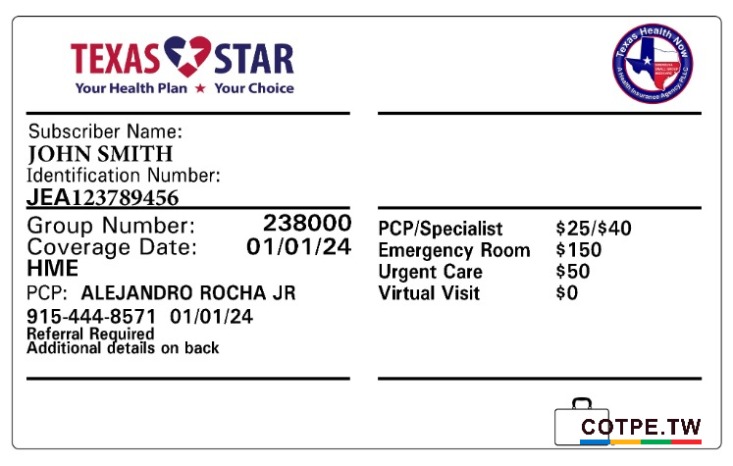 TEXAS STAR
Your Health Plan ★ Your Choice
Texas Health Now
A Health Insurance Agency, PLLC
Subscriber Name:
JOHN SMITH
Identification Number:
JEA123789456
Group Number: 238000
Coverage Date: 01/01/24
HME
PCP: ALEJANDRO ROCHA JR
915-444-8571 01/01/24
Referral Required
Additional details on back
PCP/Specialist $25/$40
Emergency Room $150
Urgent Care $50
Virtual Visit $0
COTPE.TW